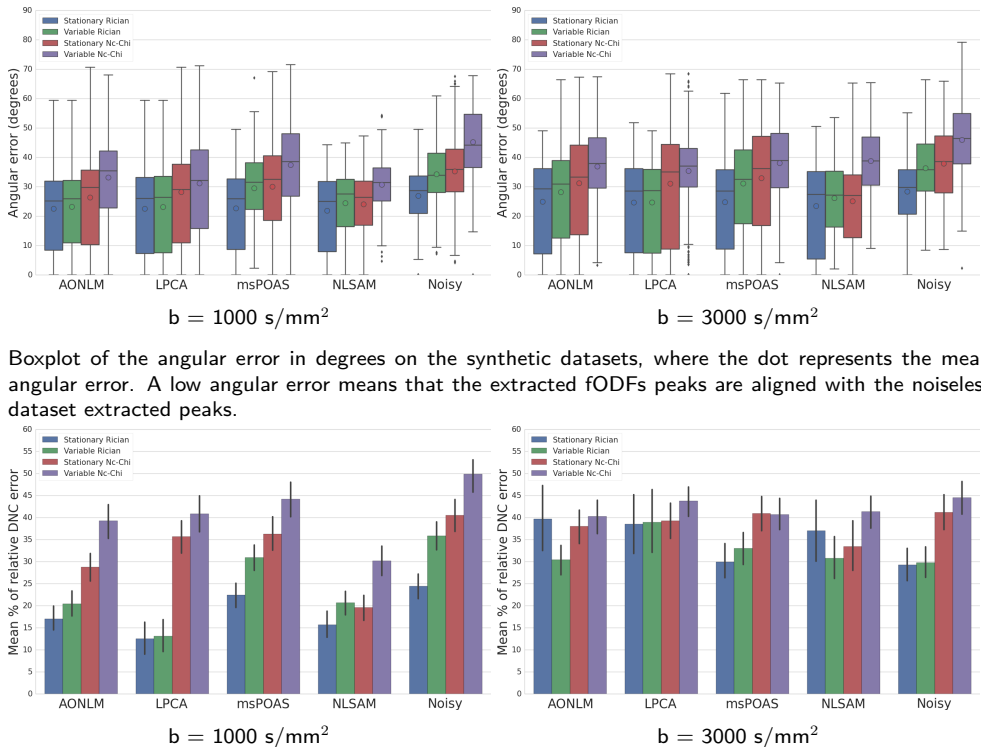 Stationary Rician
Variable Rician
Stationary Nc-Chi
Variable Nc-Chi
Angular error (degrees)
90
80
70
60
50
40
30
20
10
0
AONLM LPCA msPOAS NLSAM Noisy
b = 1000 s/mm²
Stationary Rician
Variable Rician
Stationary Nc-Chi
Variable Nc-Chi
Angular error (degrees)
90
80
70
60
50
40
30
20
10
0
AONLM LPCA msPOAS NLSAM Noisy
b = 3000 s/mm²
Boxplot of the angular error in degrees on the synthetic datasets, where the dot represents the mea
angular error. A low angular error means that the extracted fODFs peaks are aligned with the noiseles
dataset extracted peaks.
Stationary Rician
Variable Rician
Stationary Nc-Chi
Variable Nc-Chi
Mean % of relative DNC error
60
55
50
45
40
35
30
25
20
15
10
5
0
AONLM LPCA msPOAS NLSAM Noisy
b = 1000 s/mm²
Stationary Rician
Variable Rician
Stationary Nc-Chi
Variable Nc-Chi
Mean % of relative DNC error
60
55
50
45
40
35
30
25
20
15
10
5
0
AONLM LPCA msPOAS NLSAM Noisy
b = 3000 s/mm²